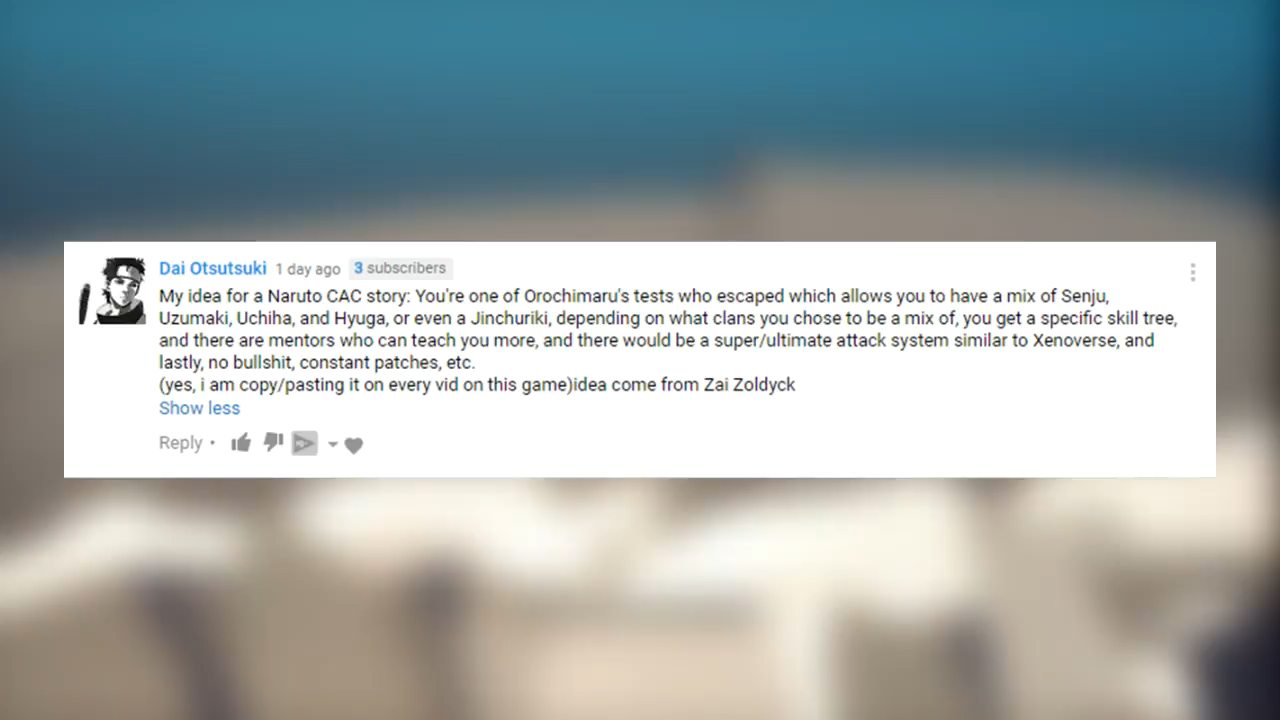 Dai Otsutsuki 1 day ago 3 subscribers
My idea for a Naruto CAC story: You're one of Orochimaru's tests who escaped which allows you to have a mix of Senju,
Uzumaki, Uchiha, and Hyuga, or even a Jinchuriki, depending on what clans you chose to be a mix of, you get a specific skill tree,
and there are mentors who can teach you more, and there would be a super/ultimate attack system similar to Xenoverse, and
lastly, no bullshit, constant patches, etc.
(yes, i am copy/pasting it on every vid on this game)idea come from Zai Zoldyck
Show less
Reply •